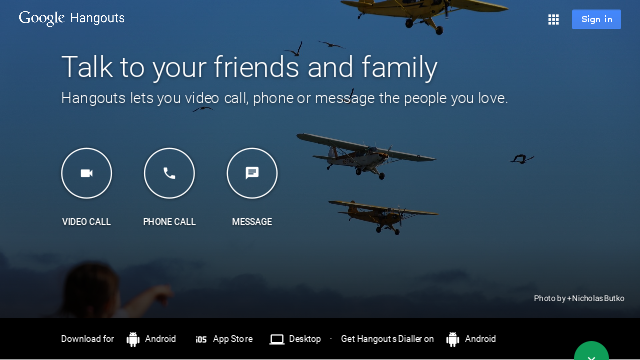 Google Hangouts
Sign in
Talk to your friends and family
Hangouts lets you video call, phone or message the people you love.
VIDEO CALL PHONE CALL MESSAGE
Photo by +NicholasButko
Download for Android iOS App Store Desktop · Get Hangouts Dialler on Android